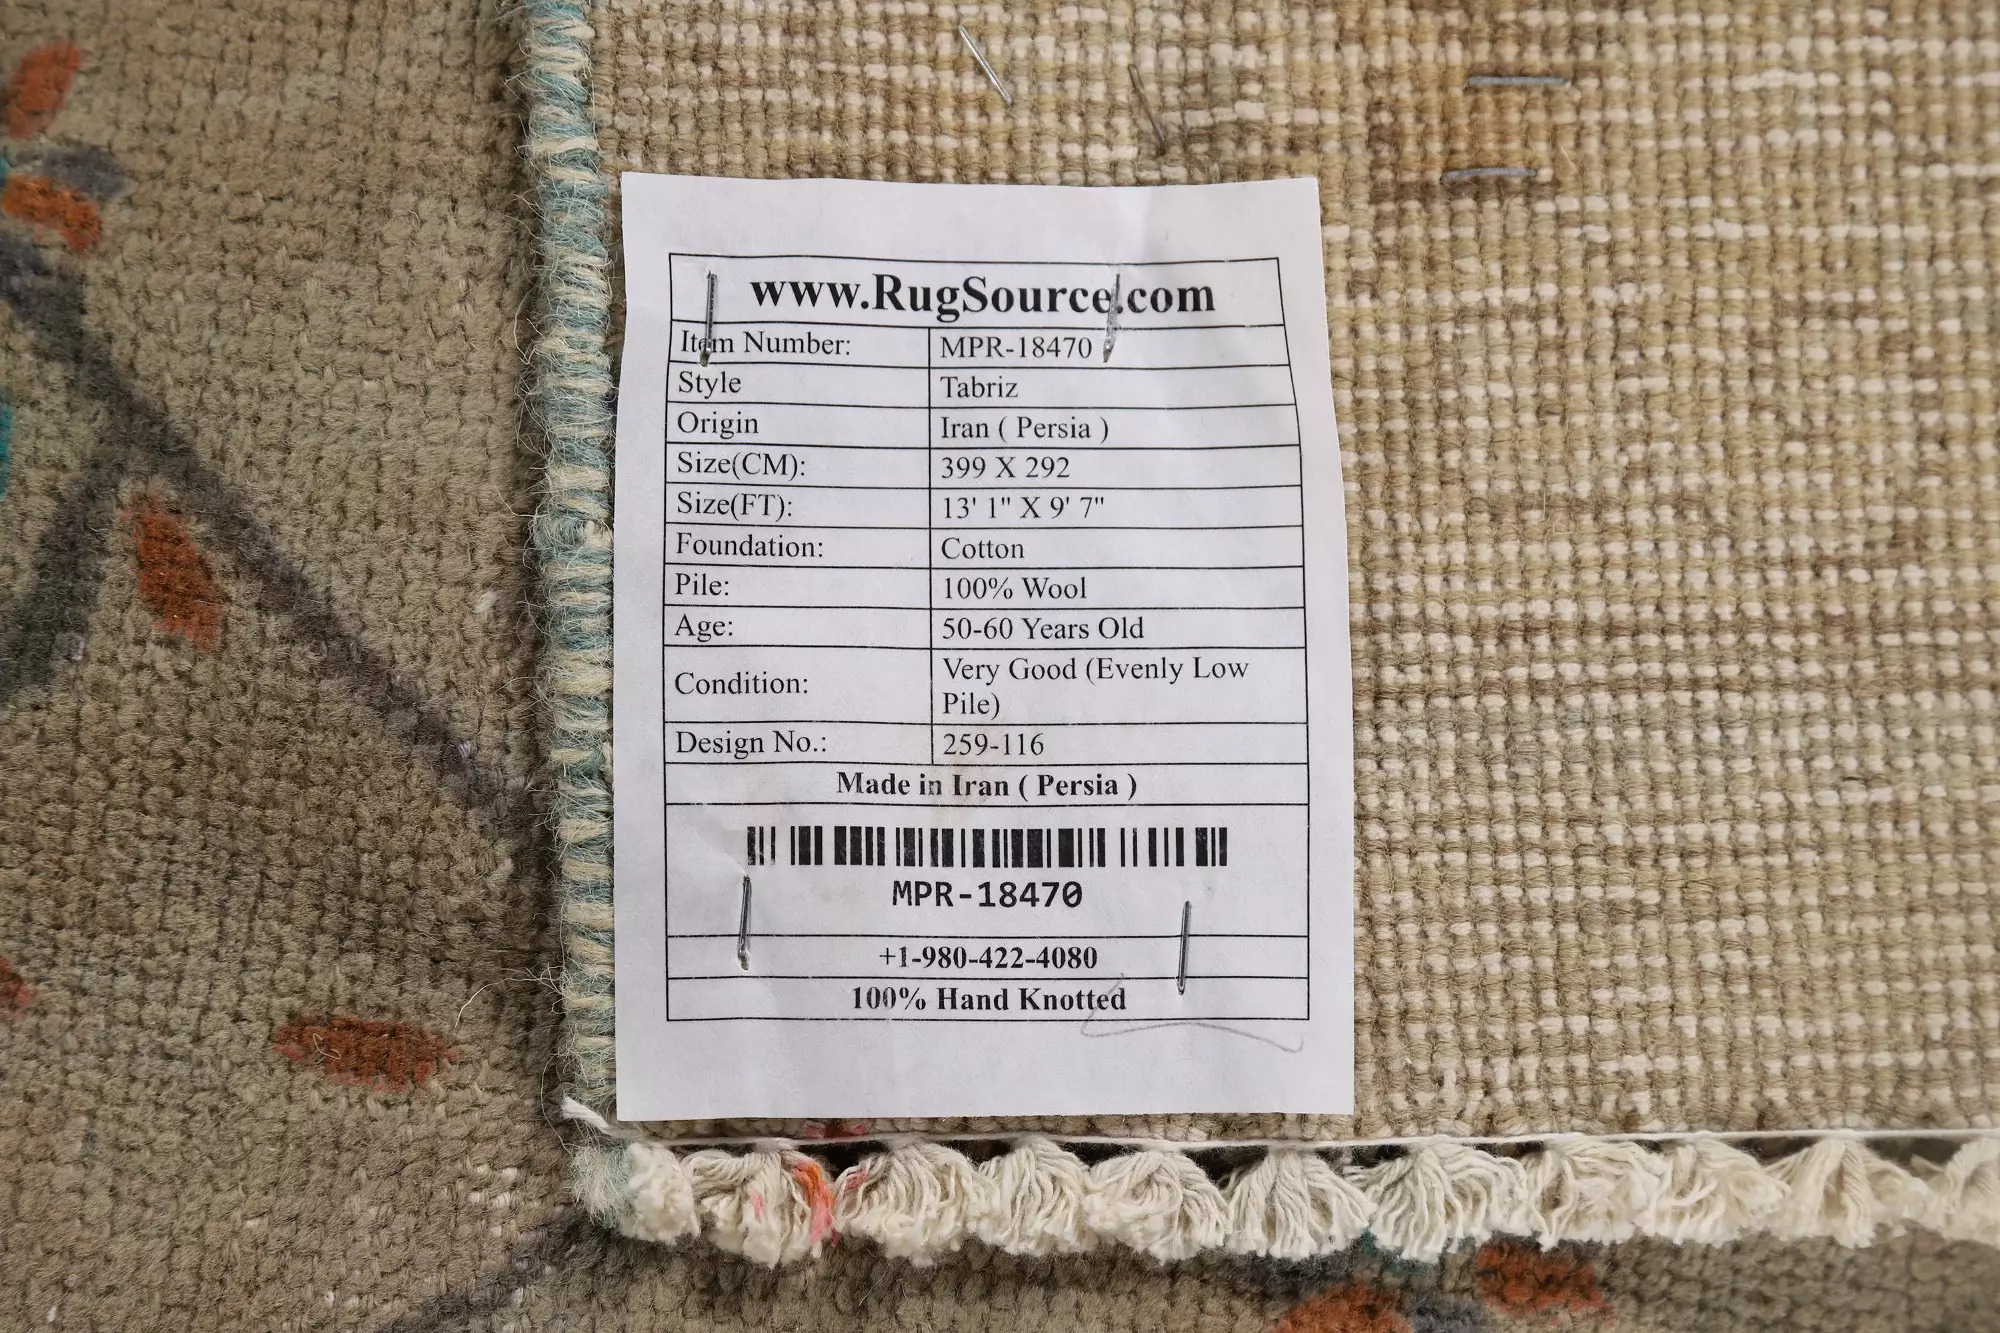 www.RugSource.com
Item Number: MPR-18470
Style Tabriz
Origin Iran ( Persia )
Size(CM): 399 X 292
Size(FT): 13' 1" X 9' 7"
Foundation: Cotton
Pile: 100% Wool
Age: 50-60 Years Old
Condition: Very Good (Evenly Low
Pile)
Design No.: 259-116
Made in Iran ( Persia )
MPR-18470
+1-980-422-4080
100% Hand Knotted